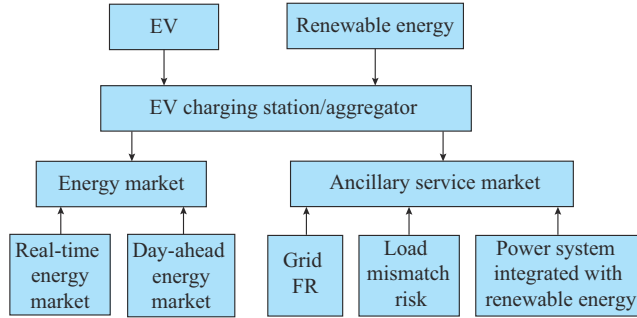 EV
Renewable energy
EV charging station/aggregator
Energy market
Ancillary service market
Real-time
energy
market
Day-ahead
energy
market
Grid
FR
Load
mismatch
risk
Power system
integrated with
renewable energy